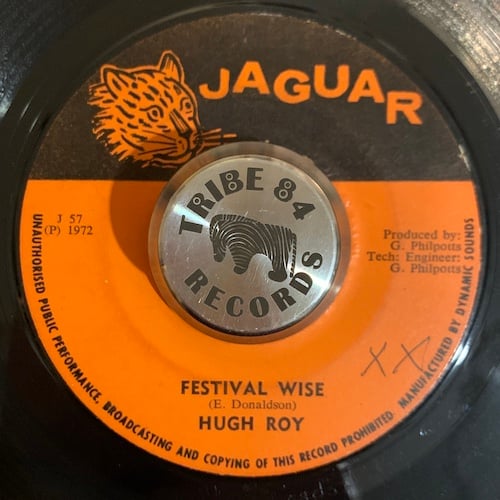 JAGUAR
TRIBE 84
RECORDS
J 57
(P) 1972
Produced by:
G. Philpotts
Tech: Engineer:
G. Philpotts
XX
FESTIVAL WISE
(E. Donaldson)
HUGH ROY
UNAUTHORISED PUBLIC PERFORMANCE, BROADCASTING AND COPYING OF THIS RECORD PROHIBITED. MANUFACTURED BY DYNAMIC SOUNDS